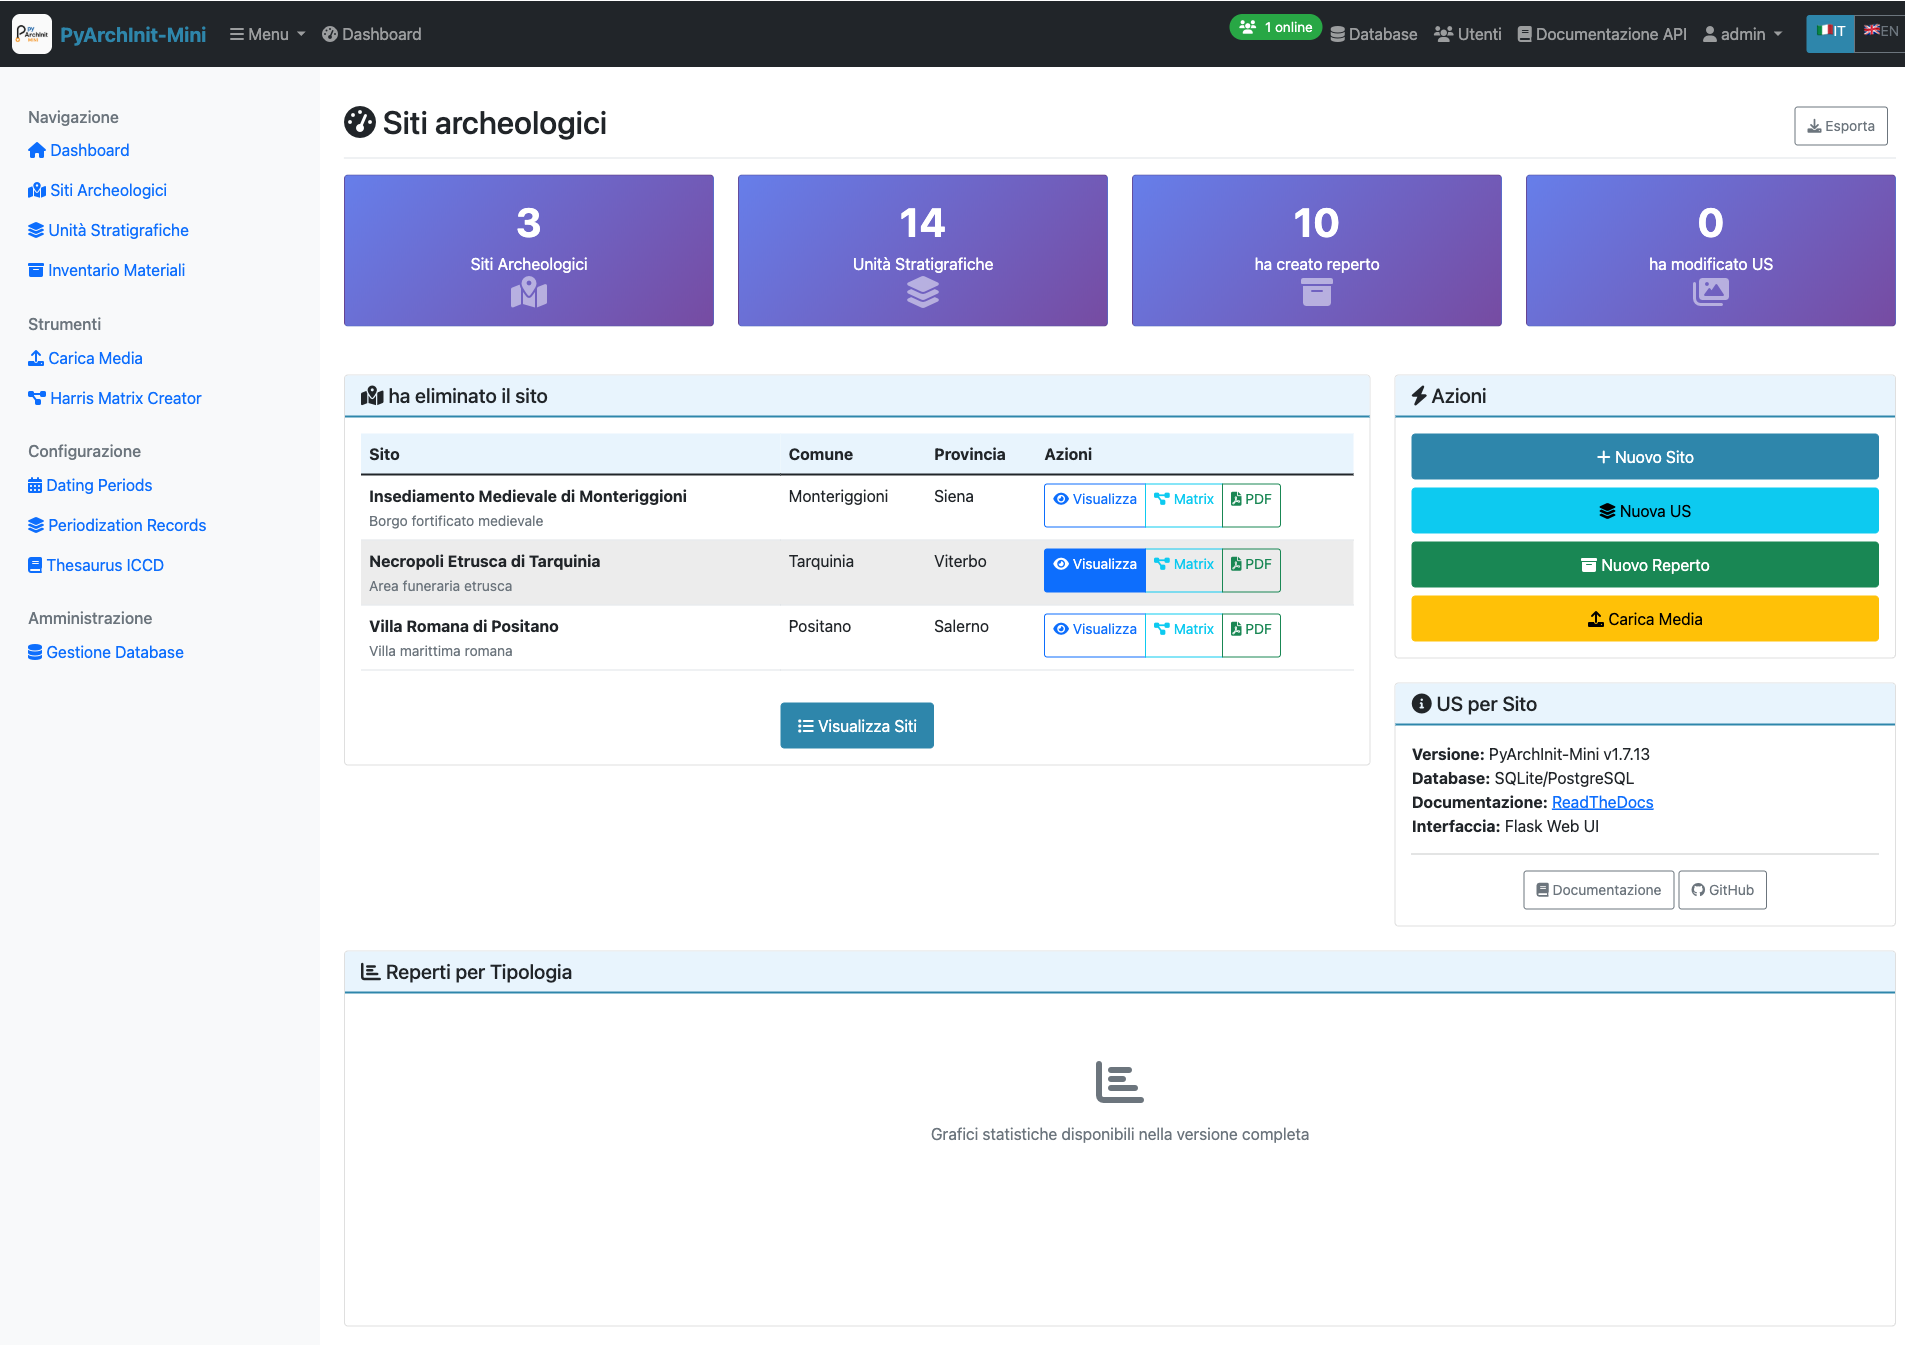 PyArchInit-Mini
Menu
Dashboard
1 online
Database
Utenti
Documentazione API
admin
IT
EN
Navigazione
Dashboard
Siti Archeologici
Unità Stratigrafiche
Inventario Materiali
Strumenti
Carica Media
Harris Matrix Creator
Configurazione
Dating Periods
Periodization Records
Thesaurus ICCD
Amministrazione
Gestione Database
Siti archeologici
Esporta
3
Siti Archeologici
14
Unità Stratigrafiche
10
ha creato reperto
0
ha modificato US
ha eliminato il sito
Sito Comune Provincia Azioni
Insediamento Medievale di Monteriggioni Monteriggioni Siena Visualizza Matrix PDF
Borgo fortificato medievale
Necropoli Etrusca di Tarquinia Tarquinia Viterbo Visualizza Matrix PDF
Area funeraria etrusca
Villa Romana di Positano Positano Salerno Visualizza Matrix PDF
Villa marittima romana
Visualizza Siti
Azioni
Nuovo Sito
Nuova US
Nuovo Reperto
Carica Media
US per Sito
Versione: PyArchInit-Mini v1.7.13
Database: SQLite/PostgreSQL
Documentazione: ReadTheDocs
Interfaccia: Flask Web UI
Documentazione
GitHub
Reperti per Tipologia
Grafici statistiche disponibili nella versione completa